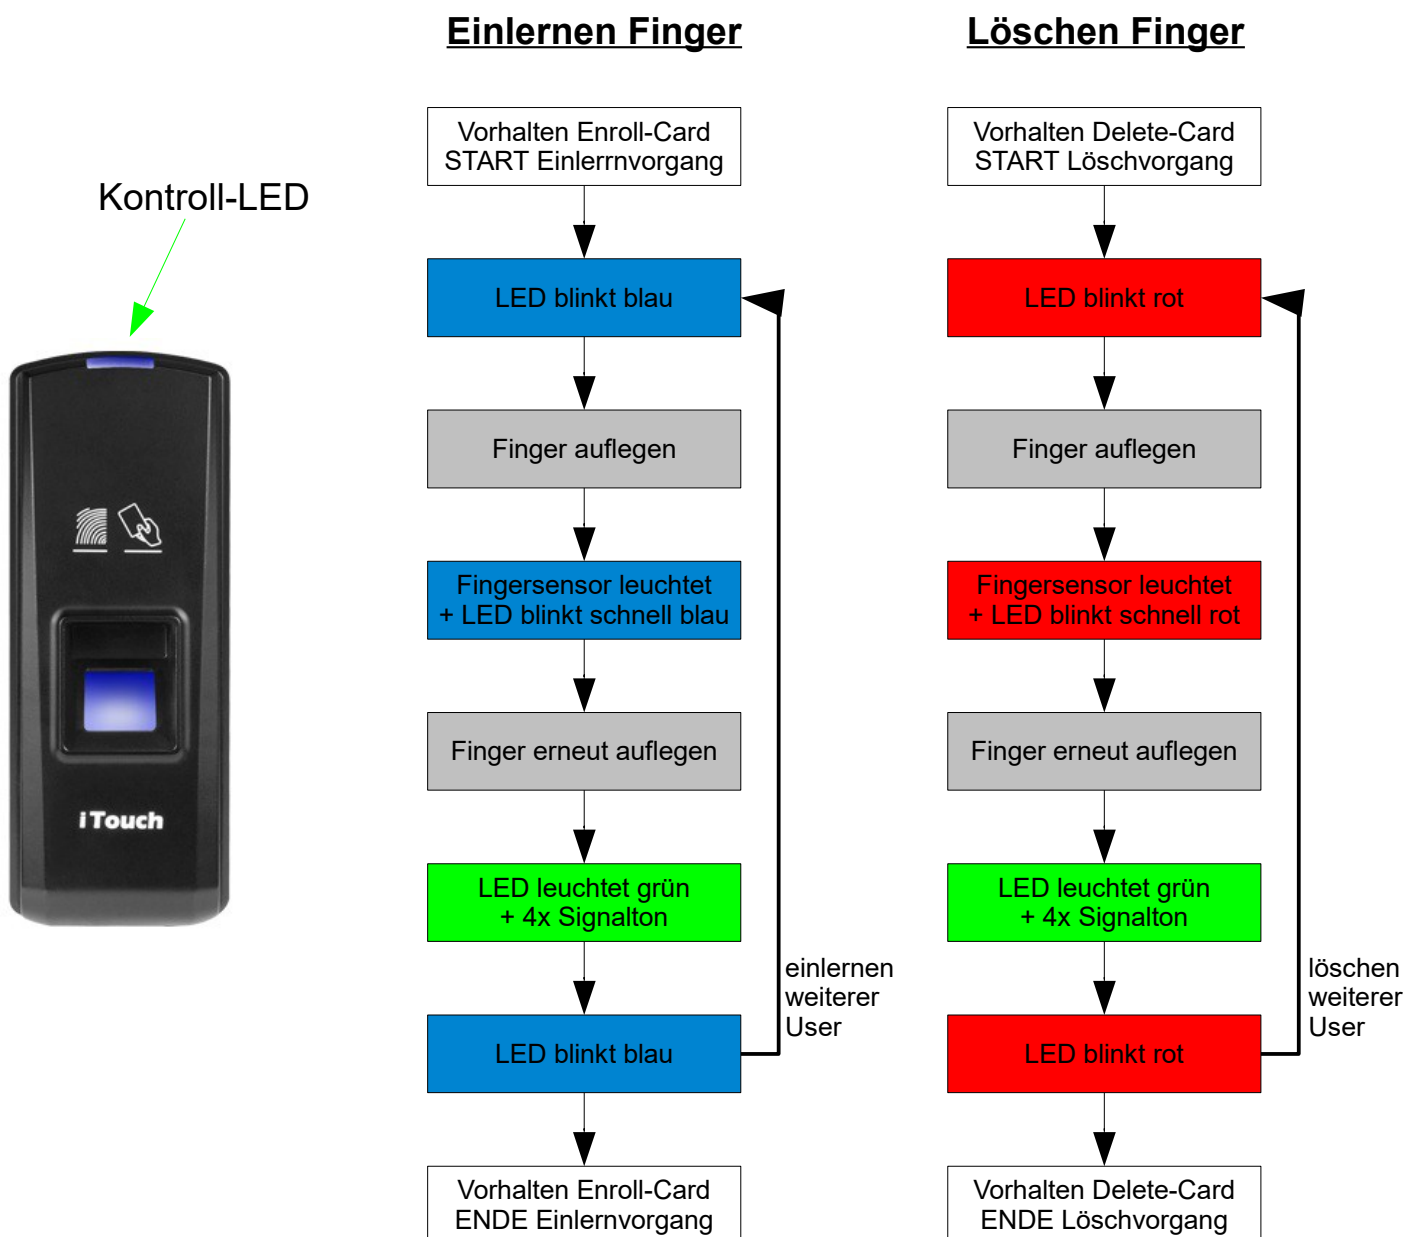 Einlernen Finger
Löschen Finger
Kontroll-LED
i Touch
Vorhalten Enroll-Card
START Einlerrnvorgang
LED blinkt blau
Finger auflegen
Fingersensor leuchtet
+ LED blinkt schnell blau
Finger erneut auflegen
LED leuchtet grün
+ 4x Signalton
LED blinkt blau
einlernen
weiterer
User
Vorhalten Enroll-Card
ENDE Einlernvorgang
Vorhalten Delete-Card
START Löschvorgang
LED blinkt rot
Finger auflegen
Fingersensor leuchtet
+ LED blinkt schnell rot
Finger erneut auflegen
LED leuchtet grün
+ 4x Signalton
LED blinkt rot
löschen
weiterer
User
Vorhalten Delete-Card
ENDE Löschvorgang